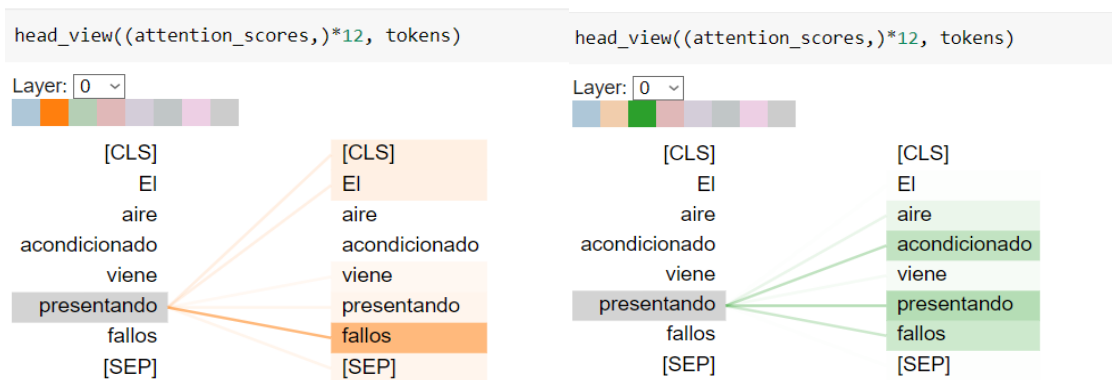 head_view((attention_scores,)*12, tokens)
Layer: 0
[CLS] [CLS]
El El
aire aire
acondicionado acondicionado
viene viene
presentando presentando
fallos fallos
[SEP] [SEP]
head_view((attention_scores,)*12, tokens)
Layer: 0
[CLS] [CLS]
El El
aire aire
acondicionado acondicionado
viene viene
presentando presentando
fallos fallos
[SEP] [SEP]